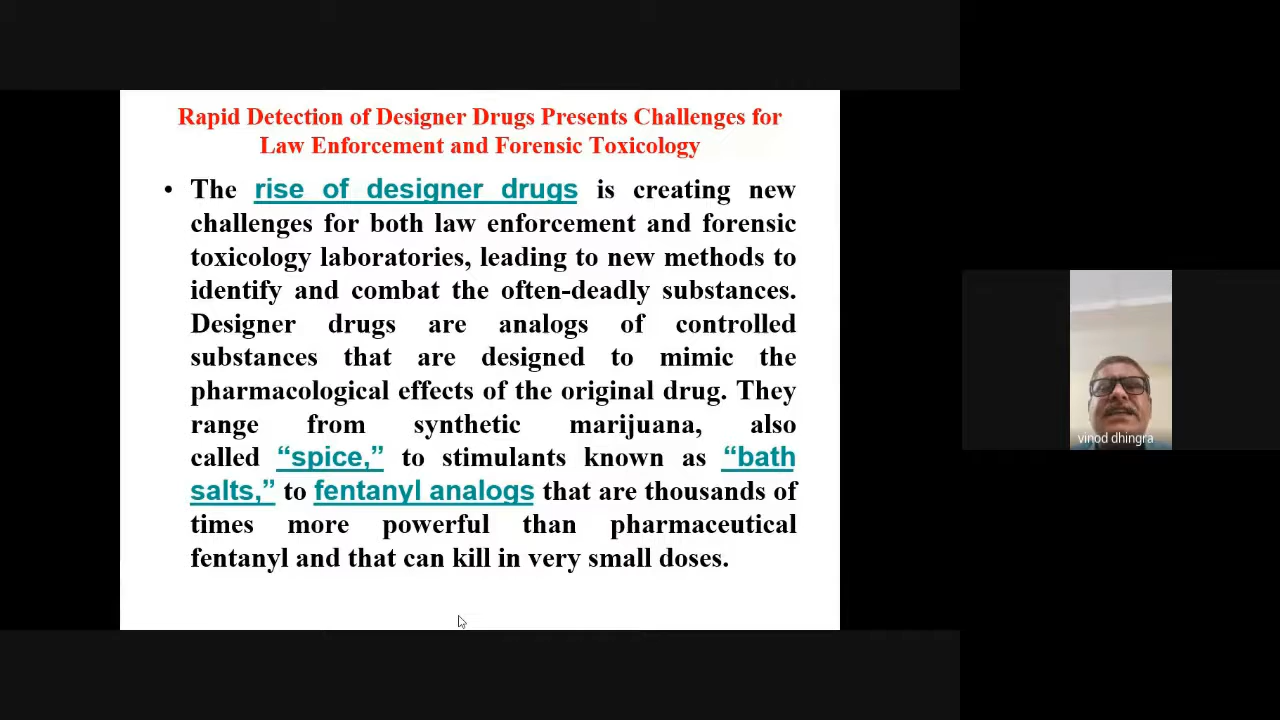 Rapid Detection of Designer Drugs Presents Challenges for
Law Enforcement and Forensic Toxicology
• The rise of designer drugs is creating new
challenges for both law enforcement and forensic
toxicology laboratories, leading to new methods to
identify and combat the often-deadly substances.
Designer drugs are analogs of controlled
substances that are designed to mimic the
pharmacological effects of the original drug. They
range from synthetic marijuana, also
called “spice,” to stimulants known as “bath
salts,” to fentanyl analogs that are thousands of
times more powerful than pharmaceutical
fentanyl and that can kill in very small doses.
vinod dhingra